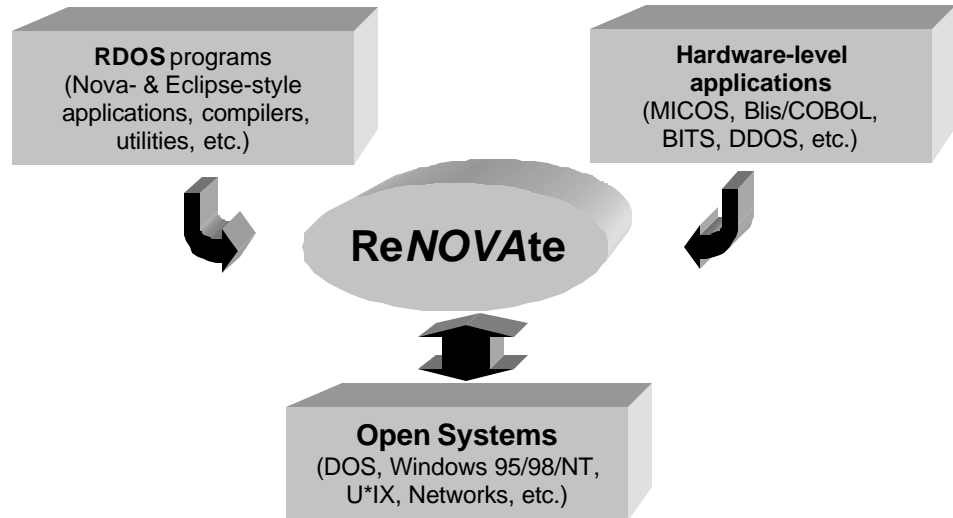 RDOS programs
(Nova- & Eclipse-style
applications, compilers,
utilities, etc.)
Hardware-level
applications
(MICOS, Blis/COBOL,
BITS, DDOS, etc.)
ReNOVAte
Open Systems
(DOS, Windows 95/98/NT,
U*IX, Networks, etc.)